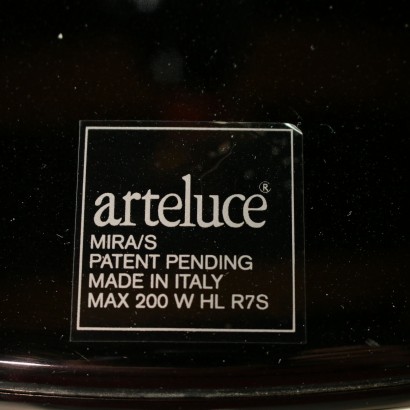 arteluce®
MIRA/S
PATENT PENDING
MADE IN ITALY
MAX 200 W HL R7S